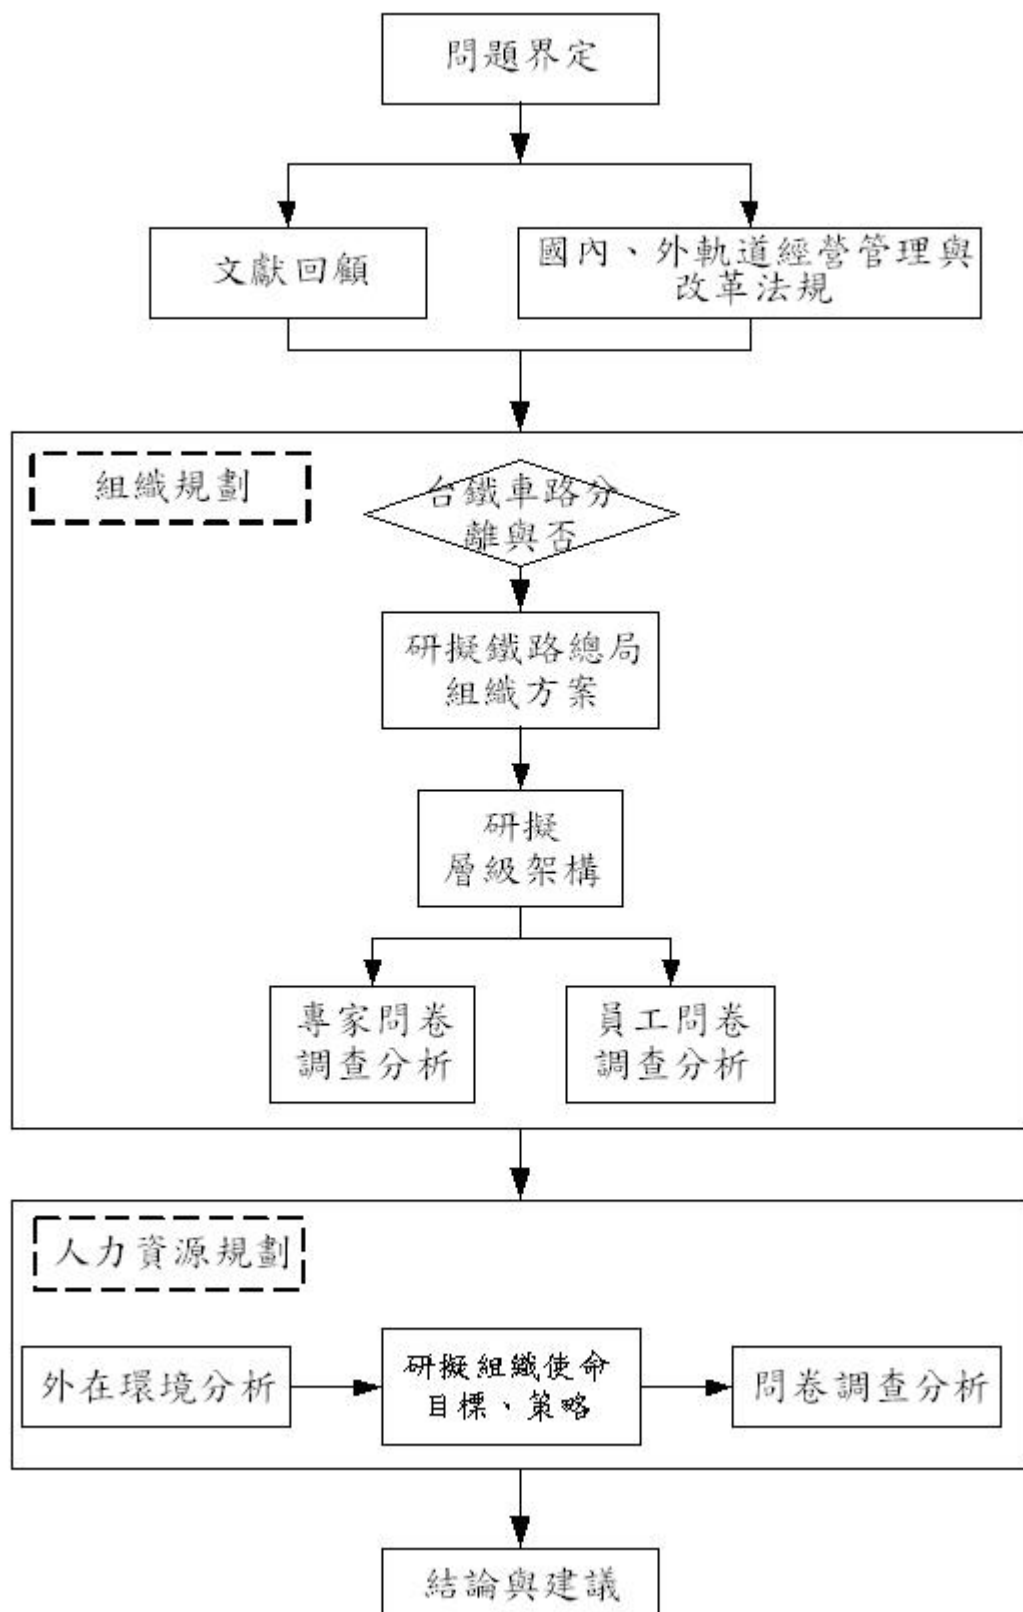 問題界定
文獻回顧
國內、外軌道經營管理與
改革法規
組織規劃
台鐵車路分
離與否
研擬鐵路總局
組織方案
研擬
層級架構
專家問卷
調查分析
員工問卷
調查分析
人力資源規劃
外在環境分析
研擬組織使命
目標、策略
問卷調查分析
結論與建議